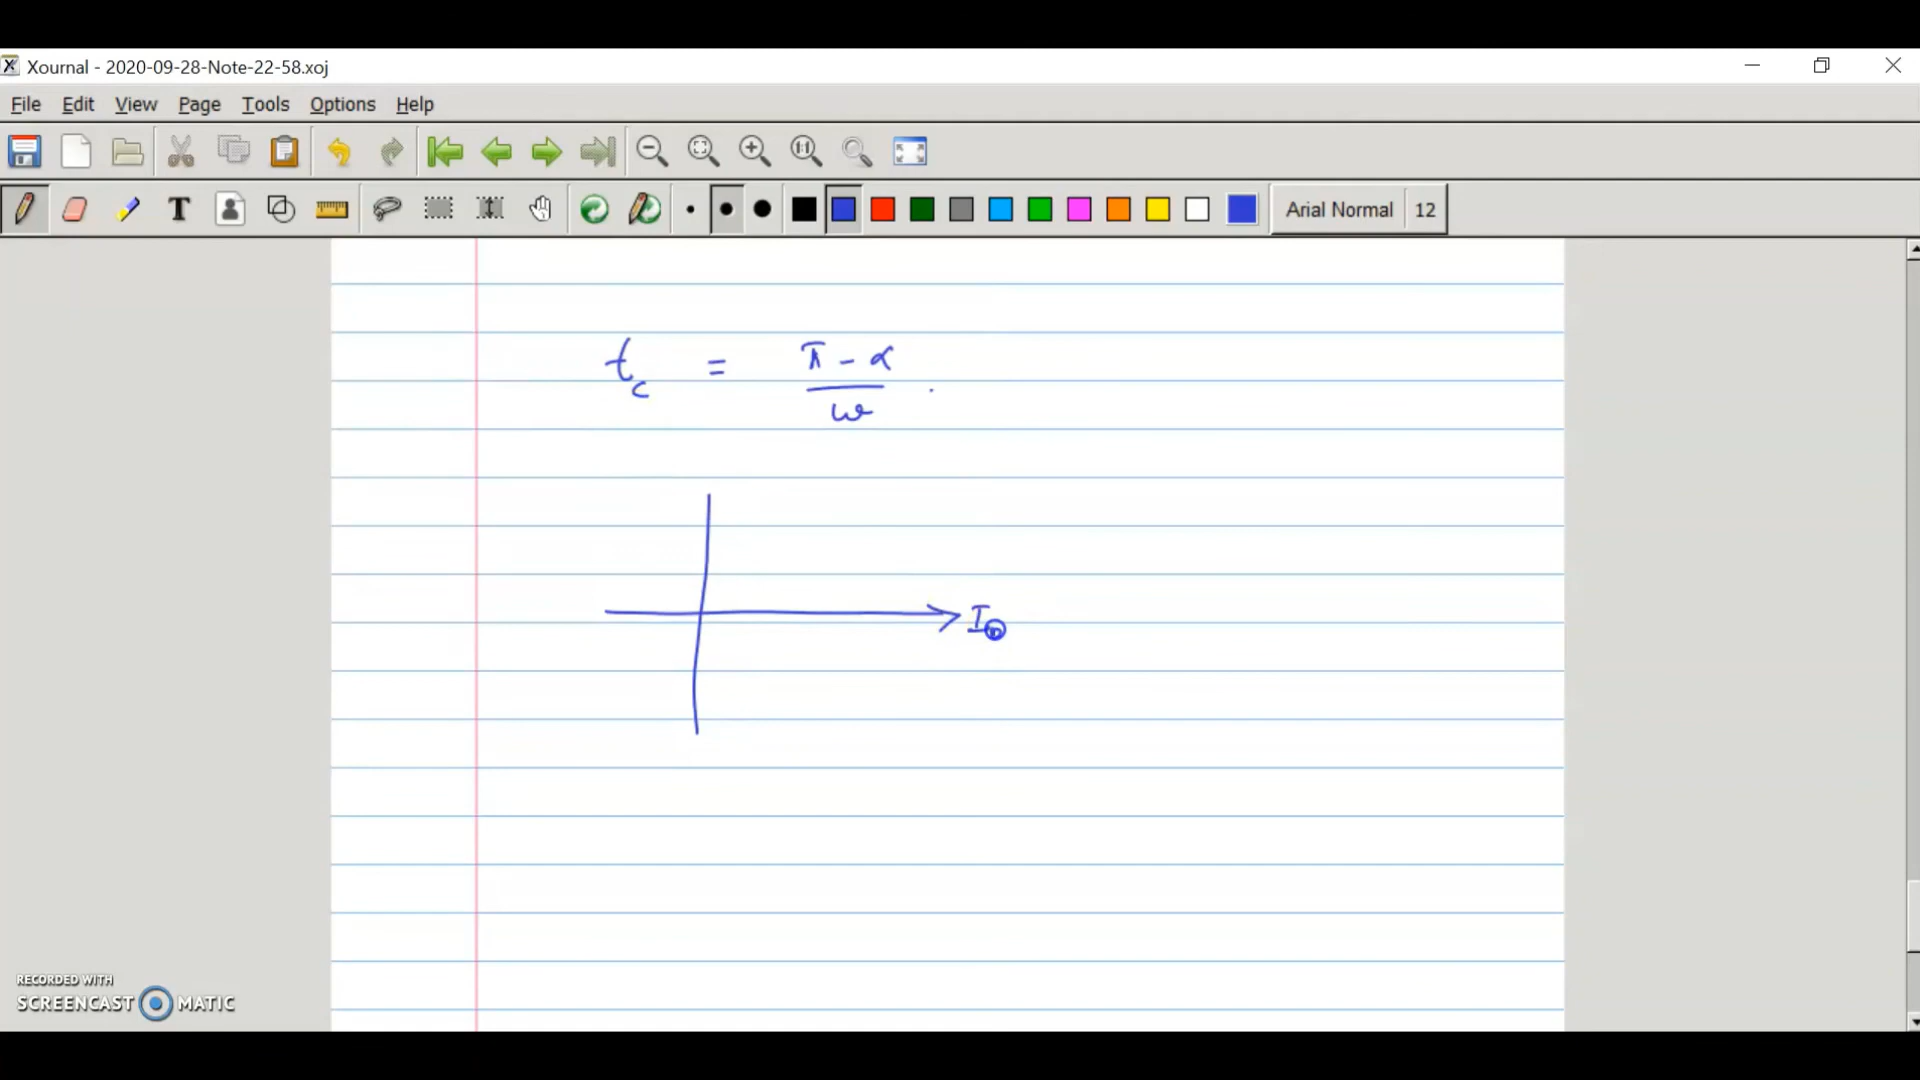 Xournal - 2020-09-28-Note-22-58.xoj
File Edit View Page Tools Options Help
T Arial Normal 12
t_c = π - α / ω
I₀
RECORDED WITH
SCREENCAST MATIC